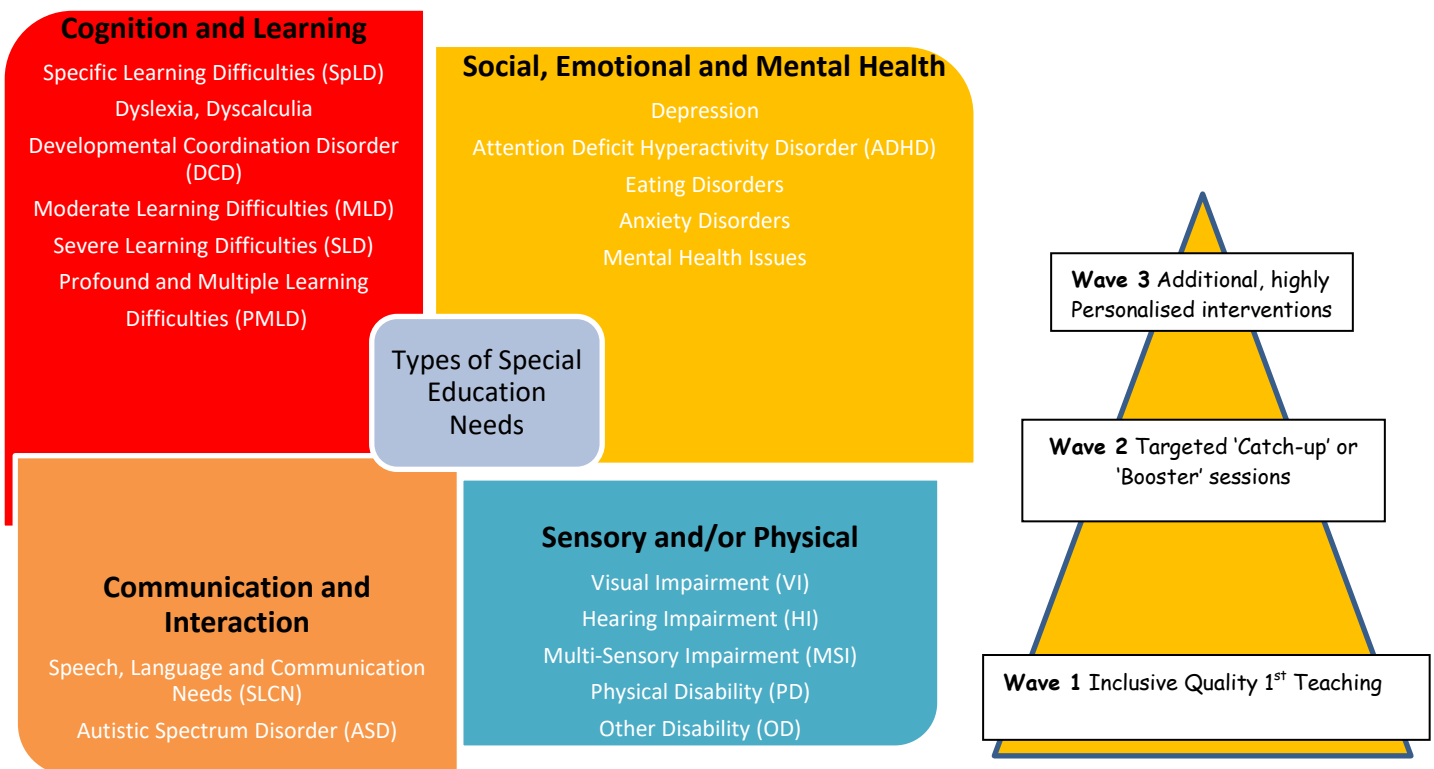 Cognition and Learning
Specific Learning Difficulties (SpLD)
Dyslexia, Dyscalculia
Developmental Coordination Disorder
(DCD)
Moderate Learning Difficulties (MLD)
Severe Learning Difficulties (SLD)
Profound and Multiple Learning
Difficulties (PMLD)
Social, Emotional and Mental Health
Depression
Attention Deficit Hyperactivity Disorder (ADHD)
Eating Disorders
Anxiety Disorders
Mental Health Issues
Types of Special
Education
Needs
Communication and
Interaction
Speech, Language and Communication
Needs (SLCN)
Autistic Spectrum Disorder (ASD)
Sensory and/or Physical
Visual Impairment (VI)
Hearing Impairment (HI)
Multi-Sensory Impairment (MSI)
Physical Disability (PD)
Other Disability (OD)
Wave 3 Additional, highly
Personalised interventions
Wave 2 Targeted ‘Catch-up’ or
‘Booster’ sessions
Wave 1 Inclusive Quality 1st Teaching